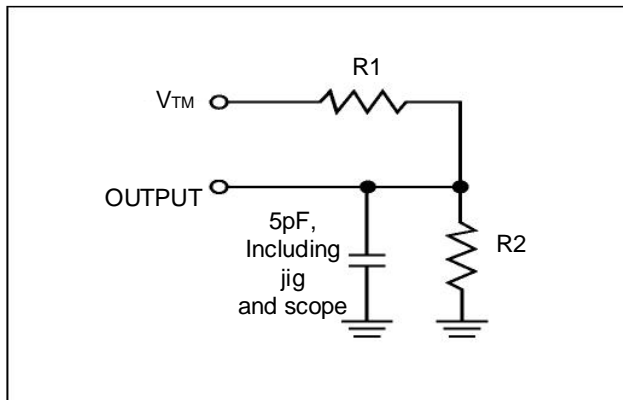 R1
VTM
OUTPUT
5pF,
Including
jig
and scope
R2